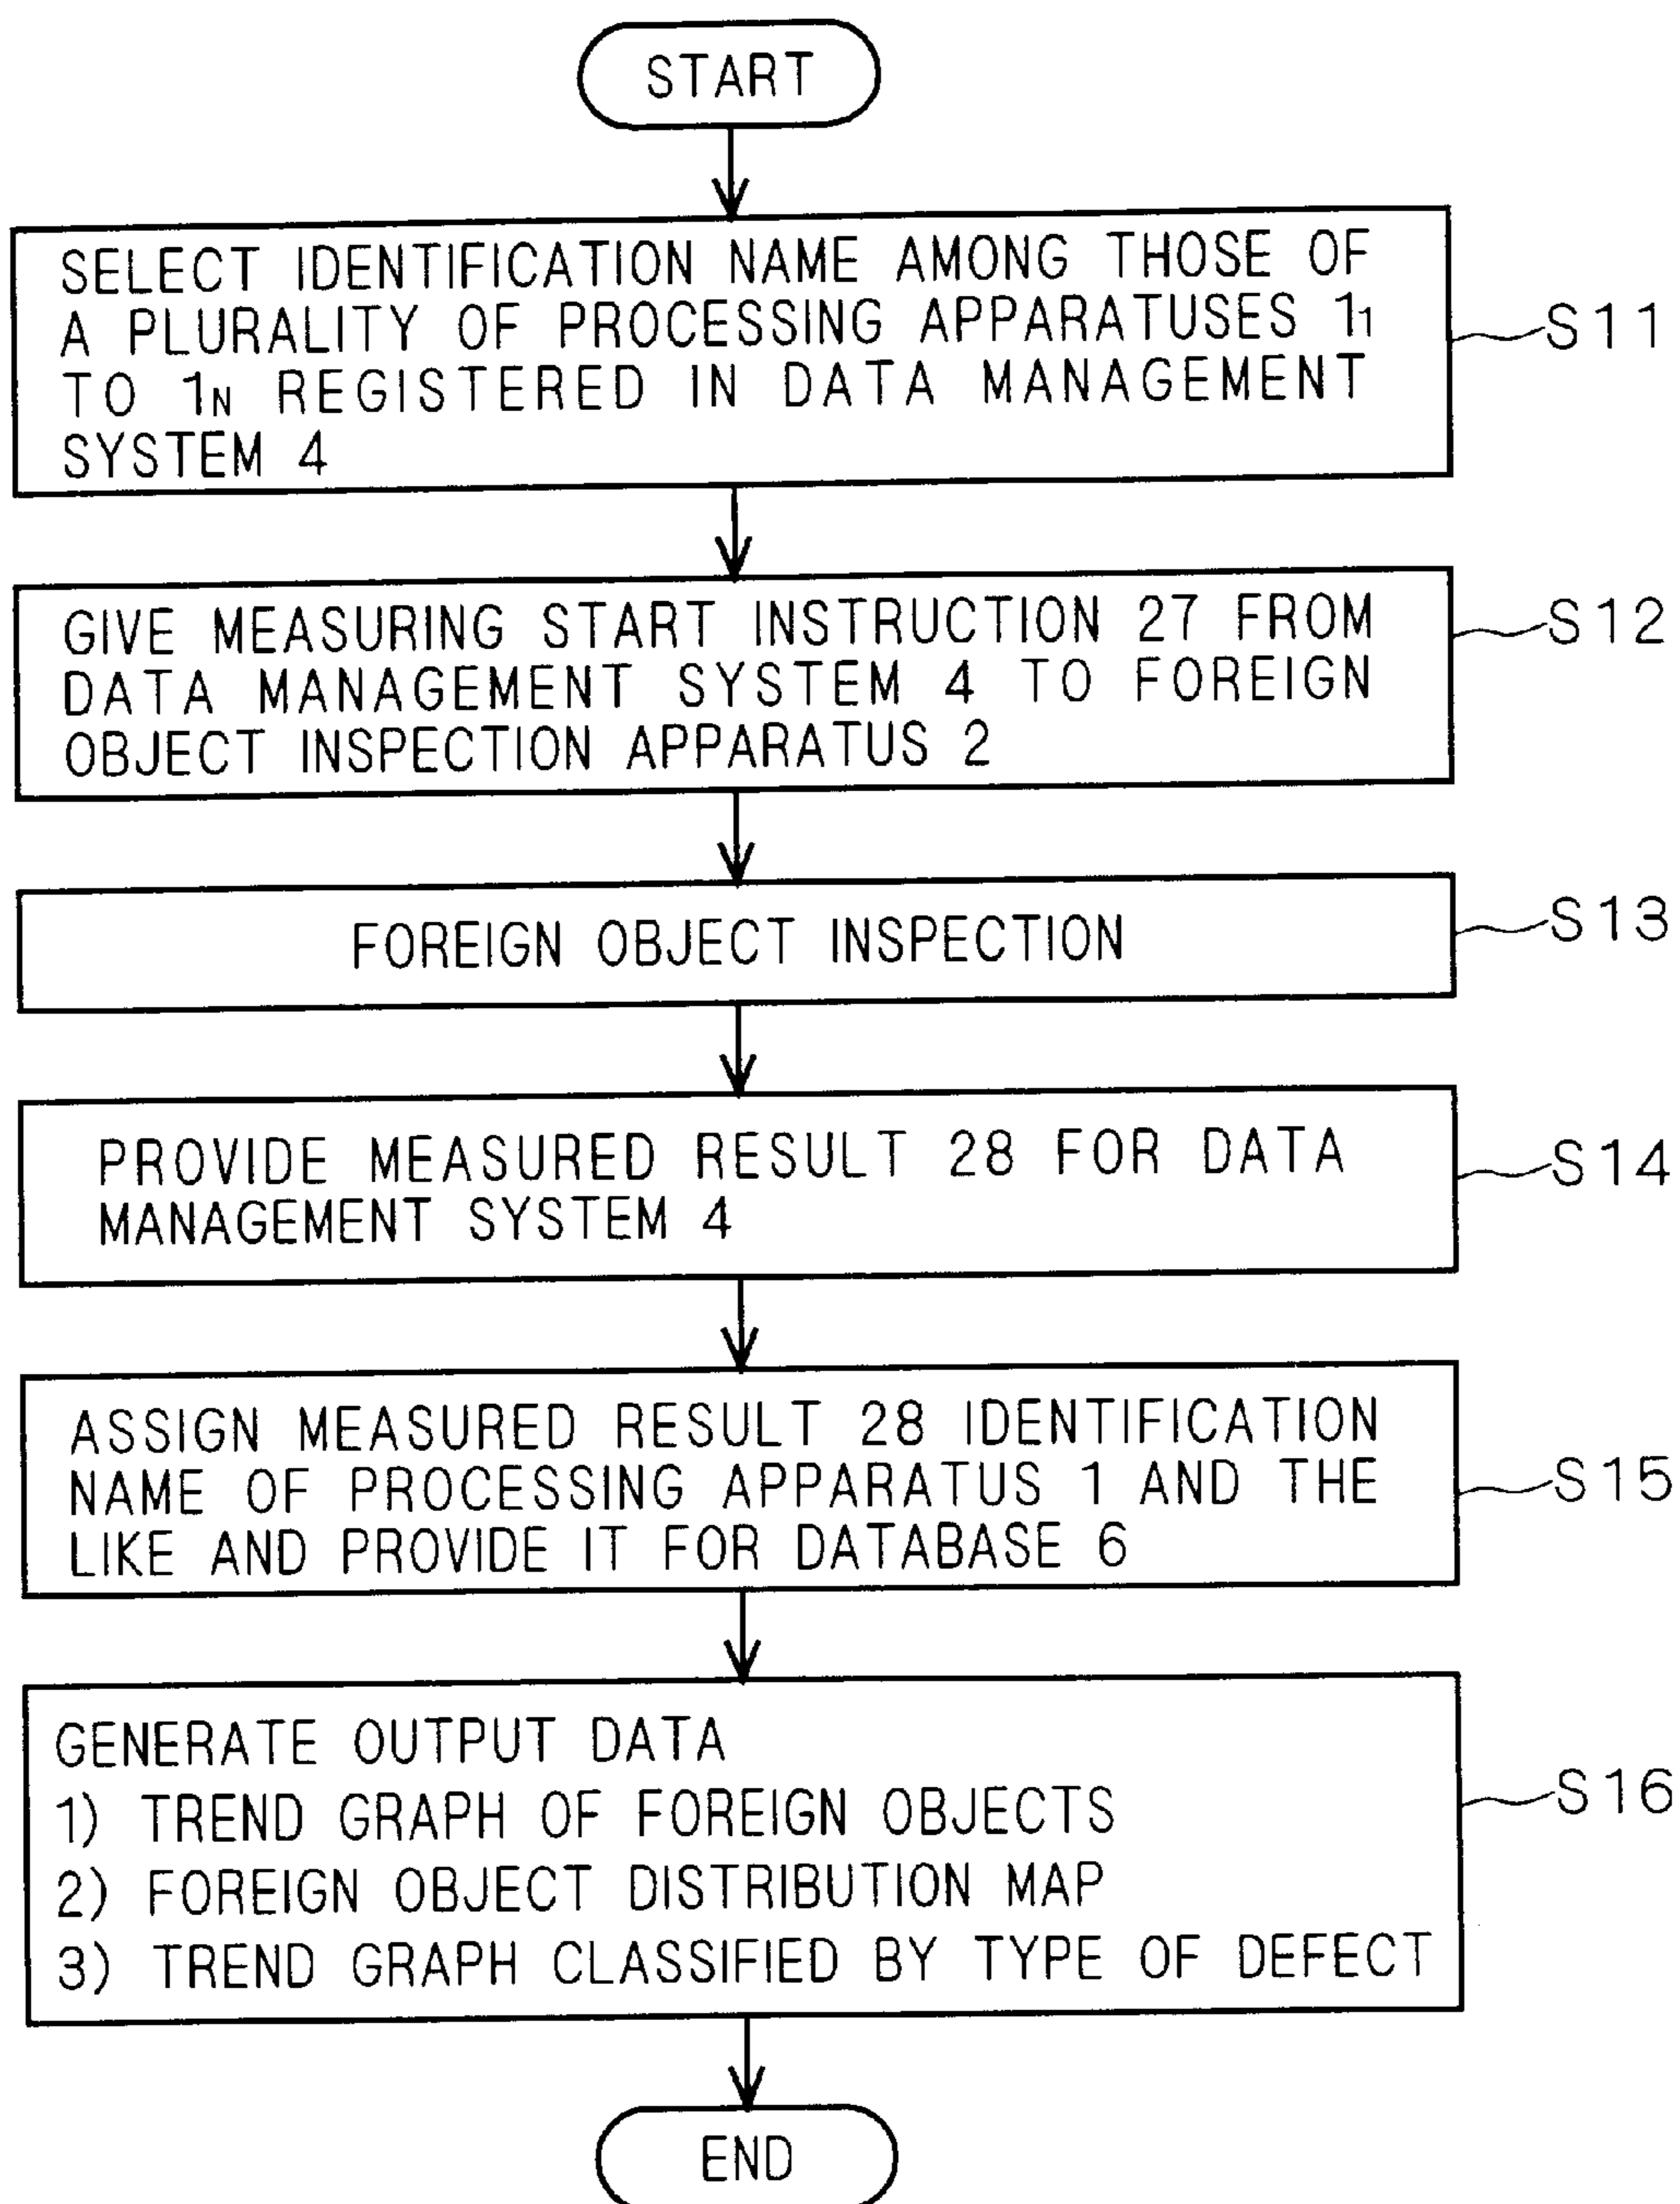 START
SELECT IDENTIFICATION NAME AMONG THOSE OF
A PLURALITY OF PROCESSING APPARATUSES 1₁
TO 1ɴ REGISTERED IN DATA MANAGEMENT
SYSTEM 4
S11
GIVE MEASURING START INSTRUCTION 27 FROM
DATA MANAGEMENT SYSTEM 4 TO FOREIGN
OBJECT INSPECTION APPARATUS 2
S12
FOREIGN OBJECT INSPECTION
S13
PROVIDE MEASURED RESULT 28 FOR DATA
MANAGEMENT SYSTEM 4
S14
ASSIGN MEASURED RESULT 28 IDENTIFICATION
NAME OF PROCESSING APPARATUS 1 AND THE
LIKE AND PROVIDE IT FOR DATABASE 6
S15
GENERATE OUTPUT DATA
1) TREND GRAPH OF FOREIGN OBJECTS
2) FOREIGN OBJECT DISTRIBUTION MAP
3) TREND GRAPH CLASSIFIED BY TYPE OF DEFECT
S16
END